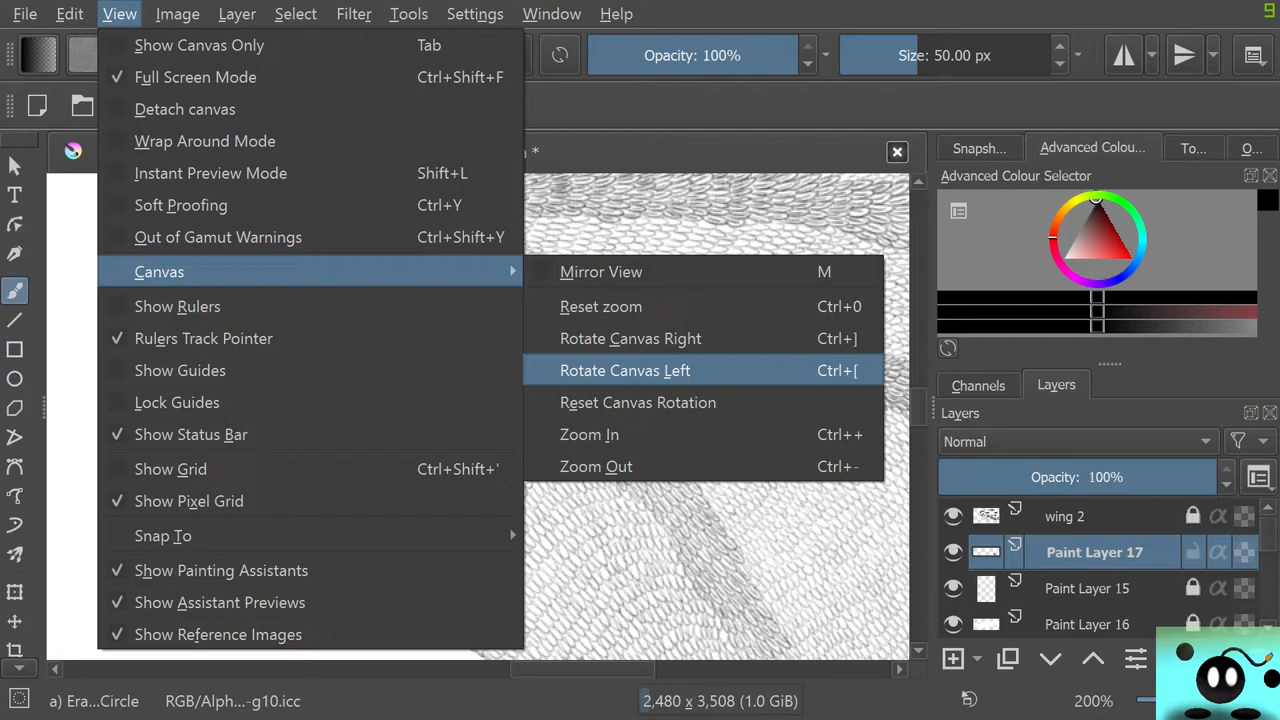 File Edit View Image Layer Select Filter Tools Settings Window Help
9
Opacity: 100%
Size: 50.00 px
Show Canvas Only Tab
Full Screen Mode Ctrl+Shift+F
Detach canvas
Wrap Around Mode
Instant Preview Mode Shift+L
Soft Proofing Ctrl+Y
Out of Gamut Warnings Ctrl+Shift+Y
Canvas
Show Rulers
Rulers Track Pointer
Show Guides
Lock Guides
Show Status Bar
Show Grid Ctrl+Shift+'
Show Pixel Grid
Snap To
Show Painting Assistants
Show Assistant Previews
Show Reference Images
Mirror View M
Reset zoom Ctrl+0
Rotate Canvas Right Ctrl+]
Rotate Canvas Left Ctrl+[
Reset Canvas Rotation
Zoom In Ctrl++
Zoom Out Ctrl+-
Snapsh... Advanced Colou... To... O...
Advanced Colour Selector
Channels Layers
Layers
Normal
Opacity: 100%
wing 2
Paint Layer 17
Paint Layer 15
Paint Layer 16
a) Era...Circle RGB/Alph...-g10.icc 2,480 x 3,508 (1.0 GiB) 200%